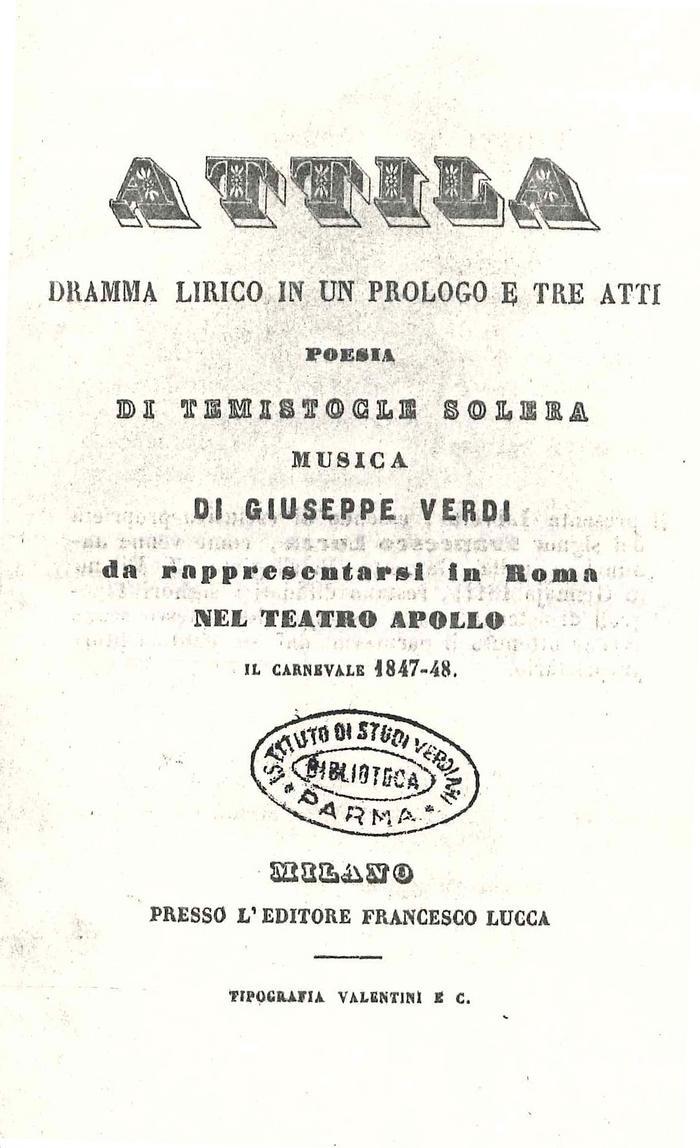 ATTILA
DRAMMA LIRICO IN UN PROLOGO E TRE ATTI
POESIA
DI TEMISTOCLE SOLERA
MUSICA
DI GIUSEPPE VERDI
da rappresentarsi in Roma
NEL TEATRO APOLLO
IL CARNEVALE 1847-48.
ISTITUTO DI STUDI VERDIANI
BIBLIOTECA
* PARMA *
MILANO
PRESSO L'EDITORE FRANCESCO LUCCA
TIPOGRAFIA VALENTINI E C.